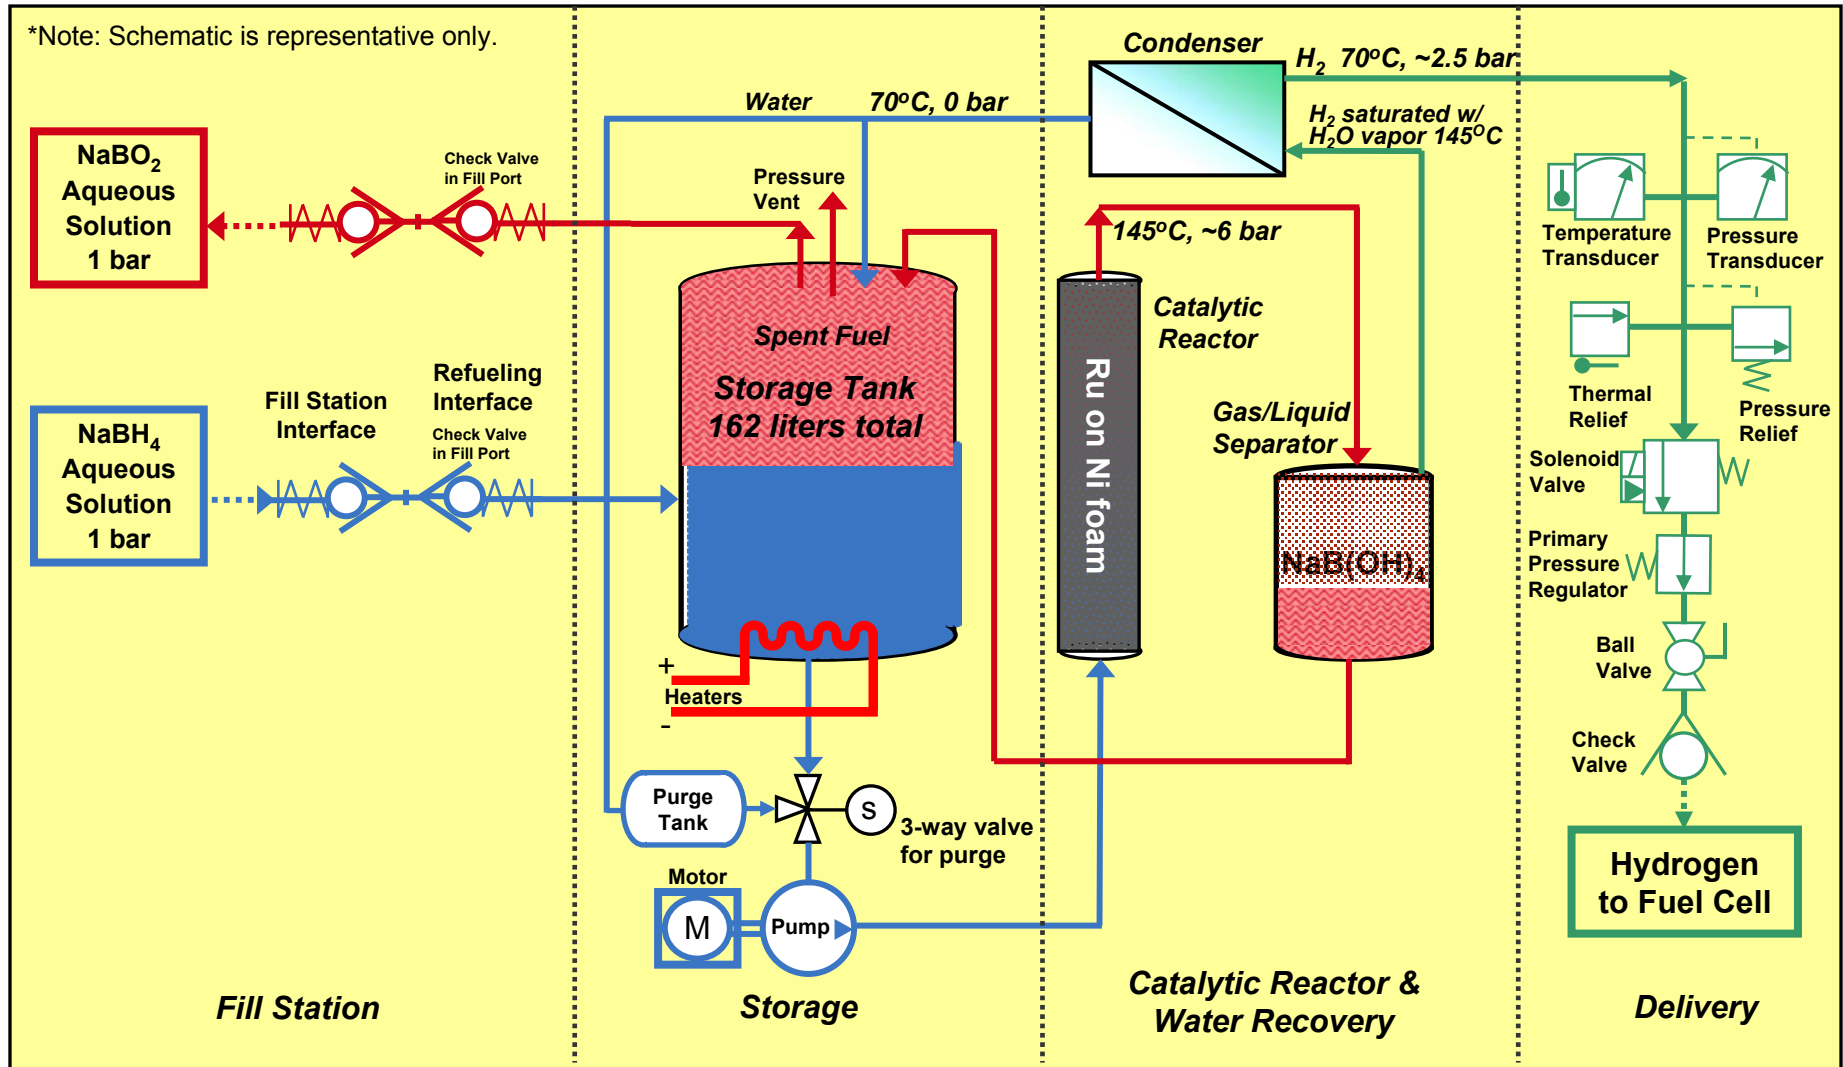 *Note: Schematic is representative only.
NaBO2
Aqueous
Solution
1 bar
Check Valve
in Fill Port
NaBH4
Aqueous
Solution
1 bar
Fill Station
Interface
Refueling
Interface
Check Valve
in Fill Port
Fill Station
Water
70oC, 0 bar
Pressure
Vent
Spent Fuel
Storage Tank
162 liters total
+
Heaters
-
Purge
Tank
S
3-way valve
for purge
Motor
M
Pump
Storage
Condenser
H2 70oC, ~2.5 bar
H2 saturated w/
H2O vapor 145OC
145oC, ~6 bar
Catalytic
Reactor
Ru on Ni foam
Gas/Liquid
Separator
NaB(OH)4
Catalytic Reactor &
Water Recovery
Temperature
Transducer
Pressure
Transducer
Thermal
Relief
Pressure
Relief
Solenoid
Valve
Primary
Pressure
Regulator
Ball
Valve
Check
Valve
Hydrogen
to Fuel Cell
Delivery